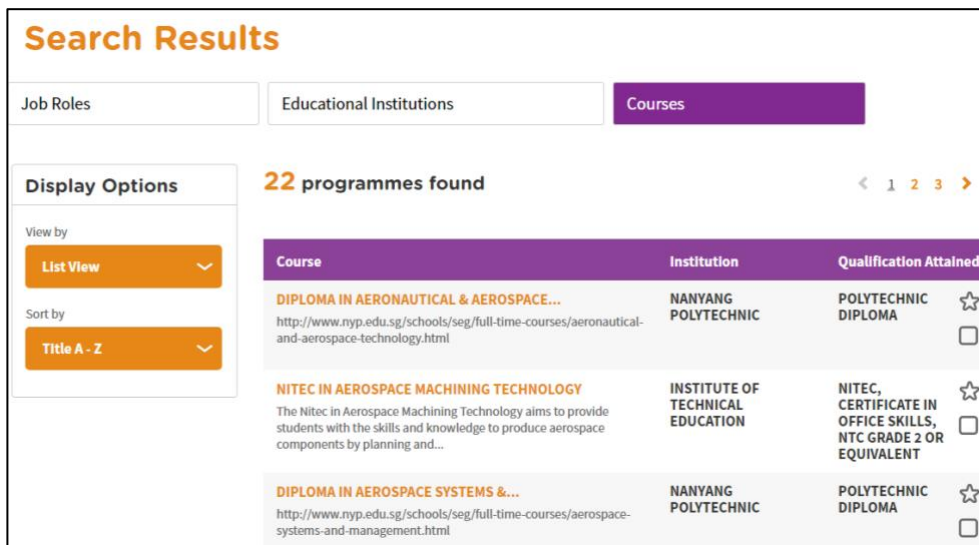 Search Results
Job Roles
Educational Institutions
Courses
Display Options
22 programmes found
1 2 3
View by
List View
Sort by
Title A - Z
Course
Institution
Qualification Attained
DIPLOMA IN AERONAUTICAL & AEROSPACE...
http://www.nyp.edu.sg/schools/seg/full-time-courses/aeronautical-
and-aerospace-technology.html
NANYANG
POLYTECHNIC
POLYTECHNIC
DIPLOMA
NITEC IN AEROSPACE MACHINING TECHNOLOGY
The Nitec in Aerospace Machining Technology aims to provide
students with the skills and knowledge to produce aerospace
components by planning and...
INSTITUTE OF
TECHNICAL
EDUCATION
NITEC,
CERTIFICATE IN
OFFICE SKILLS,
NTC GRADE 2 OR
EQUIVALENT
DIPLOMA IN AEROSPACE SYSTEMS &...
http://www.nyp.edu.sg/schools/seg/full-time-courses/aerospace-
systems-and-management.html
NANYANG
POLYTECHNIC
POLYTECHNIC
DIPLOMA